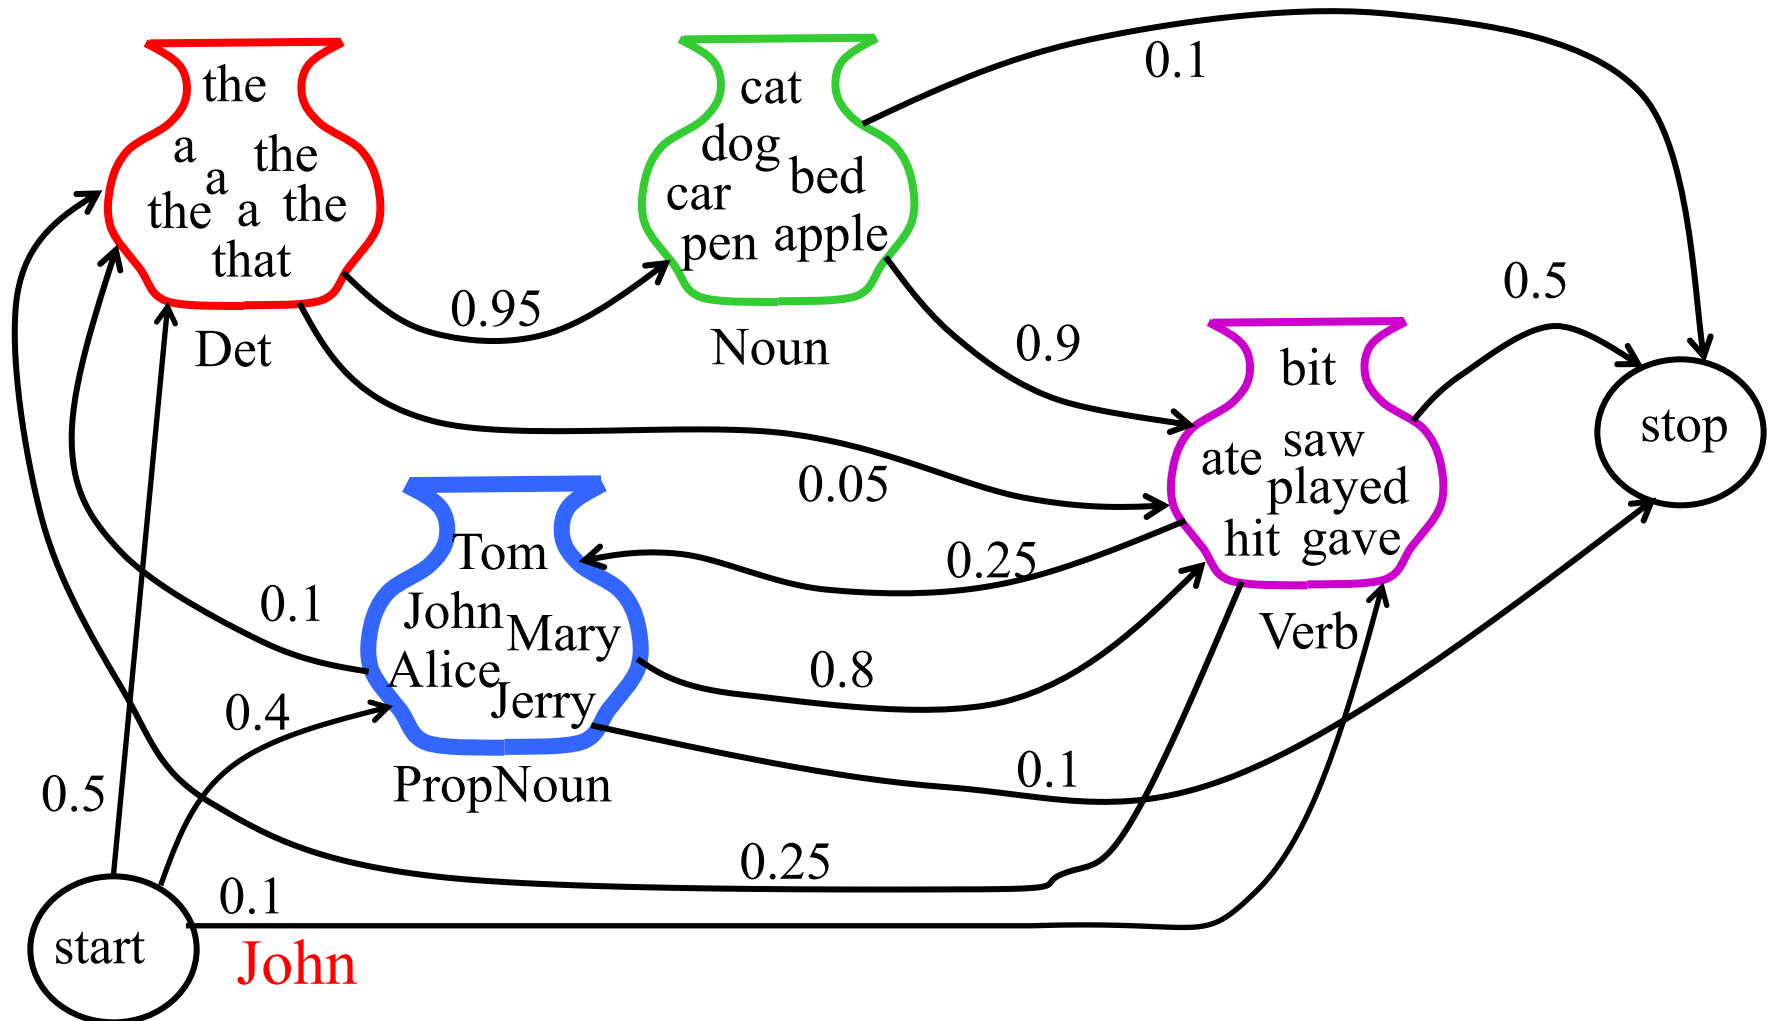 the
a the
a
the a the
that
Det
0.95
cat
dog
bed
car
apple
pen
Noun
0.1
0.9
0.5
bit
saw
ate
played
hit gave
Verb
stop
0.05
0.25
Tom
John
Mary
Alice
Jerry
PropNoun
0.1
0.4
0.8
0.1
0.5
0.25
0.1
start
John